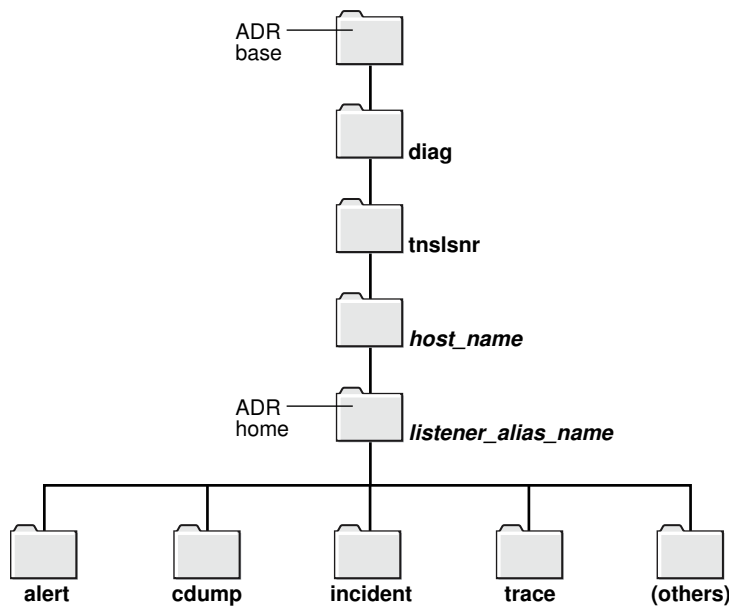 ADR
base
diag
tnslsnr
host_name
ADR
home
listener_alias_name
alert
cdump
incident
trace
(others)